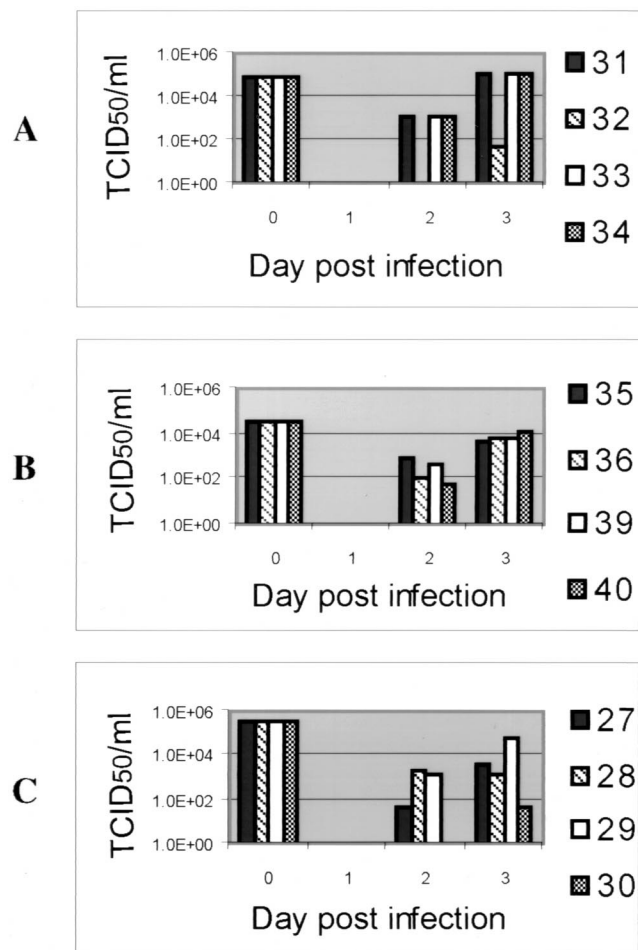 A
TCID50/ml
1.0E+06
1.0E+04
1.0E+02
1.0E+00
0 1 2 3
Day post infection
31
32
33
34
B
TCID50/ml
1.0E+06
1.0E+04
1.0E+02
1.0E+00
0 1 2 3
Day post infection
35
36
39
40
C
TCID50/ml
1.0E+06
1.0E+04
1.0E+02
1.0E+00
0 1 2 3
Day post infection
27
28
29
30